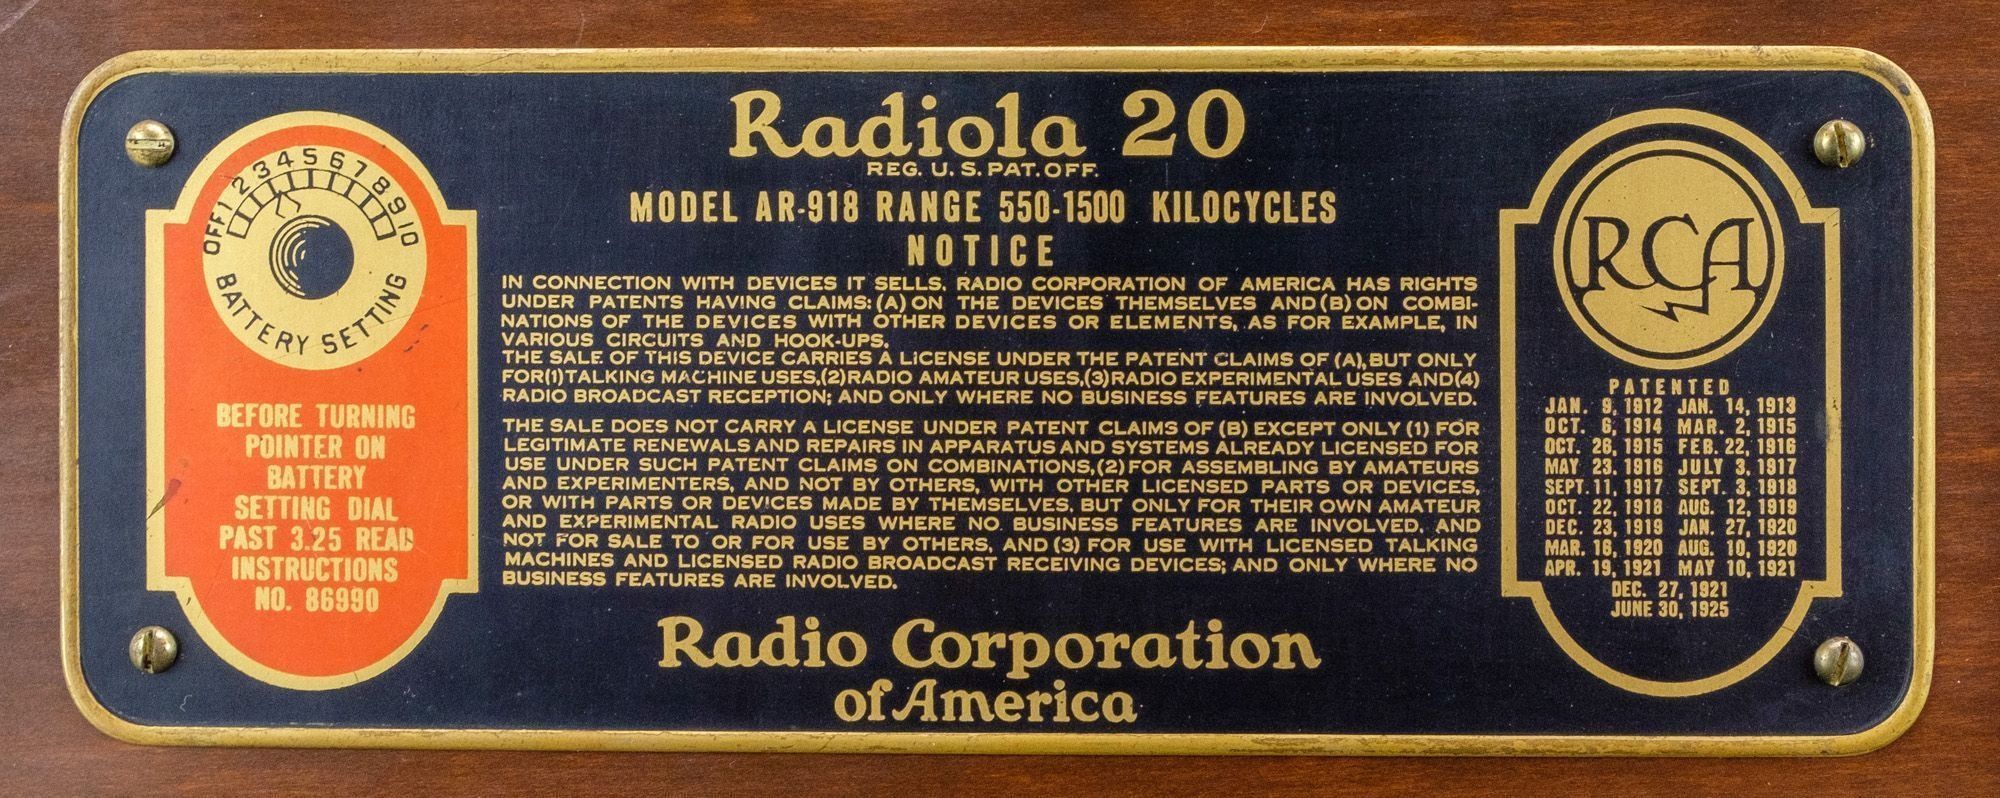 Radiola 20
REG. U. S. PAT. OFF.
MODEL AR-918 RANGE 550-1500 KILOCYCLES
NOTICE
IN CONNECTION WITH DEVICES IT SELLS. RADIO CORPORATION OF AMERICA HAS RIGHTS
UNDER PATENTS HAVING CLAIMS: (A) ON THE DEVICES THEMSELVES AND (B) ON COMBI-
NATIONS OF THE DEVICES WITH OTHER DEVICES OR ELEMENTS, AS FOR EXAMPLE, IN
VARIOUS CIRCUITS AND HOOK-UPS.
THE SALE OF THIS DEVICE CARRIES A LICENSE UNDER THE PATENT CLAIMS OF (A), BUT ONLY
FOR (1) TALKING MACHINE USES, (2) RADIO AMATEUR USES, (3) RADIO EXPERIMENTAL USES AND (4)
RADIO BROADCAST RECEPTION; AND ONLY WHERE NO BUSINESS FEATURES ARE INVOLVED.
THE SALE DOES NOT CARRY A LICENSE UNDER PATENT CLAIMS OF (B) EXCEPT ONLY (1) FOR
LEGITIMATE RENEWALS AND REPAIRS IN APPARATUS AND SYSTEMS ALREADY LICENSED FOR
USE UNDER SUCH PATENT CLAIMS ON COMBINATIONS, (2) FOR ASSEMBLING BY AMATEURS
AND EXPERIMENTERS, AND NOT BY OTHERS, WITH OTHER LICENSED PARTS OR DEVICES,
OR WITH PARTS OR DEVICES MADE BY THEMSELVES, BUT ONLY FOR THEIR OWN AMATEUR
AND EXPERIMENTAL RADIO USES WHERE NO BUSINESS FEATURES ARE INVOLVED, AND
NOT FOR SALE TO OR FOR USE BY OTHERS, AND (3) FOR USE WITH LICENSED TALKING
MACHINES AND LICENSED RADIO BROADCAST RECEIVING DEVICES; AND ONLY WHERE NO
BUSINESS FEATURES ARE INVOLVED.
Radio Corporation
of America
OFF 1 2 3 4 5 6 7 8 9 10
BATTERY SETTING
BEFORE TURNING
POINTER ON
BATTERY
SETTING DIAL
PAST 3.25 READ
INSTRUCTIONS
NO. 86990
RCA
PATENTED
JAN. 9, 1912 JAN. 14, 1913
OCT. 6, 1914 MAR. 2, 1915
OCT. 26, 1915 FEB. 22, 1916
MAY 23, 1916 JULY 3, 1917
SEPT. 11, 1917 SEPT. 3, 1918
OCT. 22, 1918 AUG. 12, 1919
DEC. 23, 1919 JAN. 27, 1920
MAR. 16, 1920 AUG. 10, 1920
APR. 19, 1921 MAY 10, 1921
DEC. 27, 1921
JUNE 30, 1925